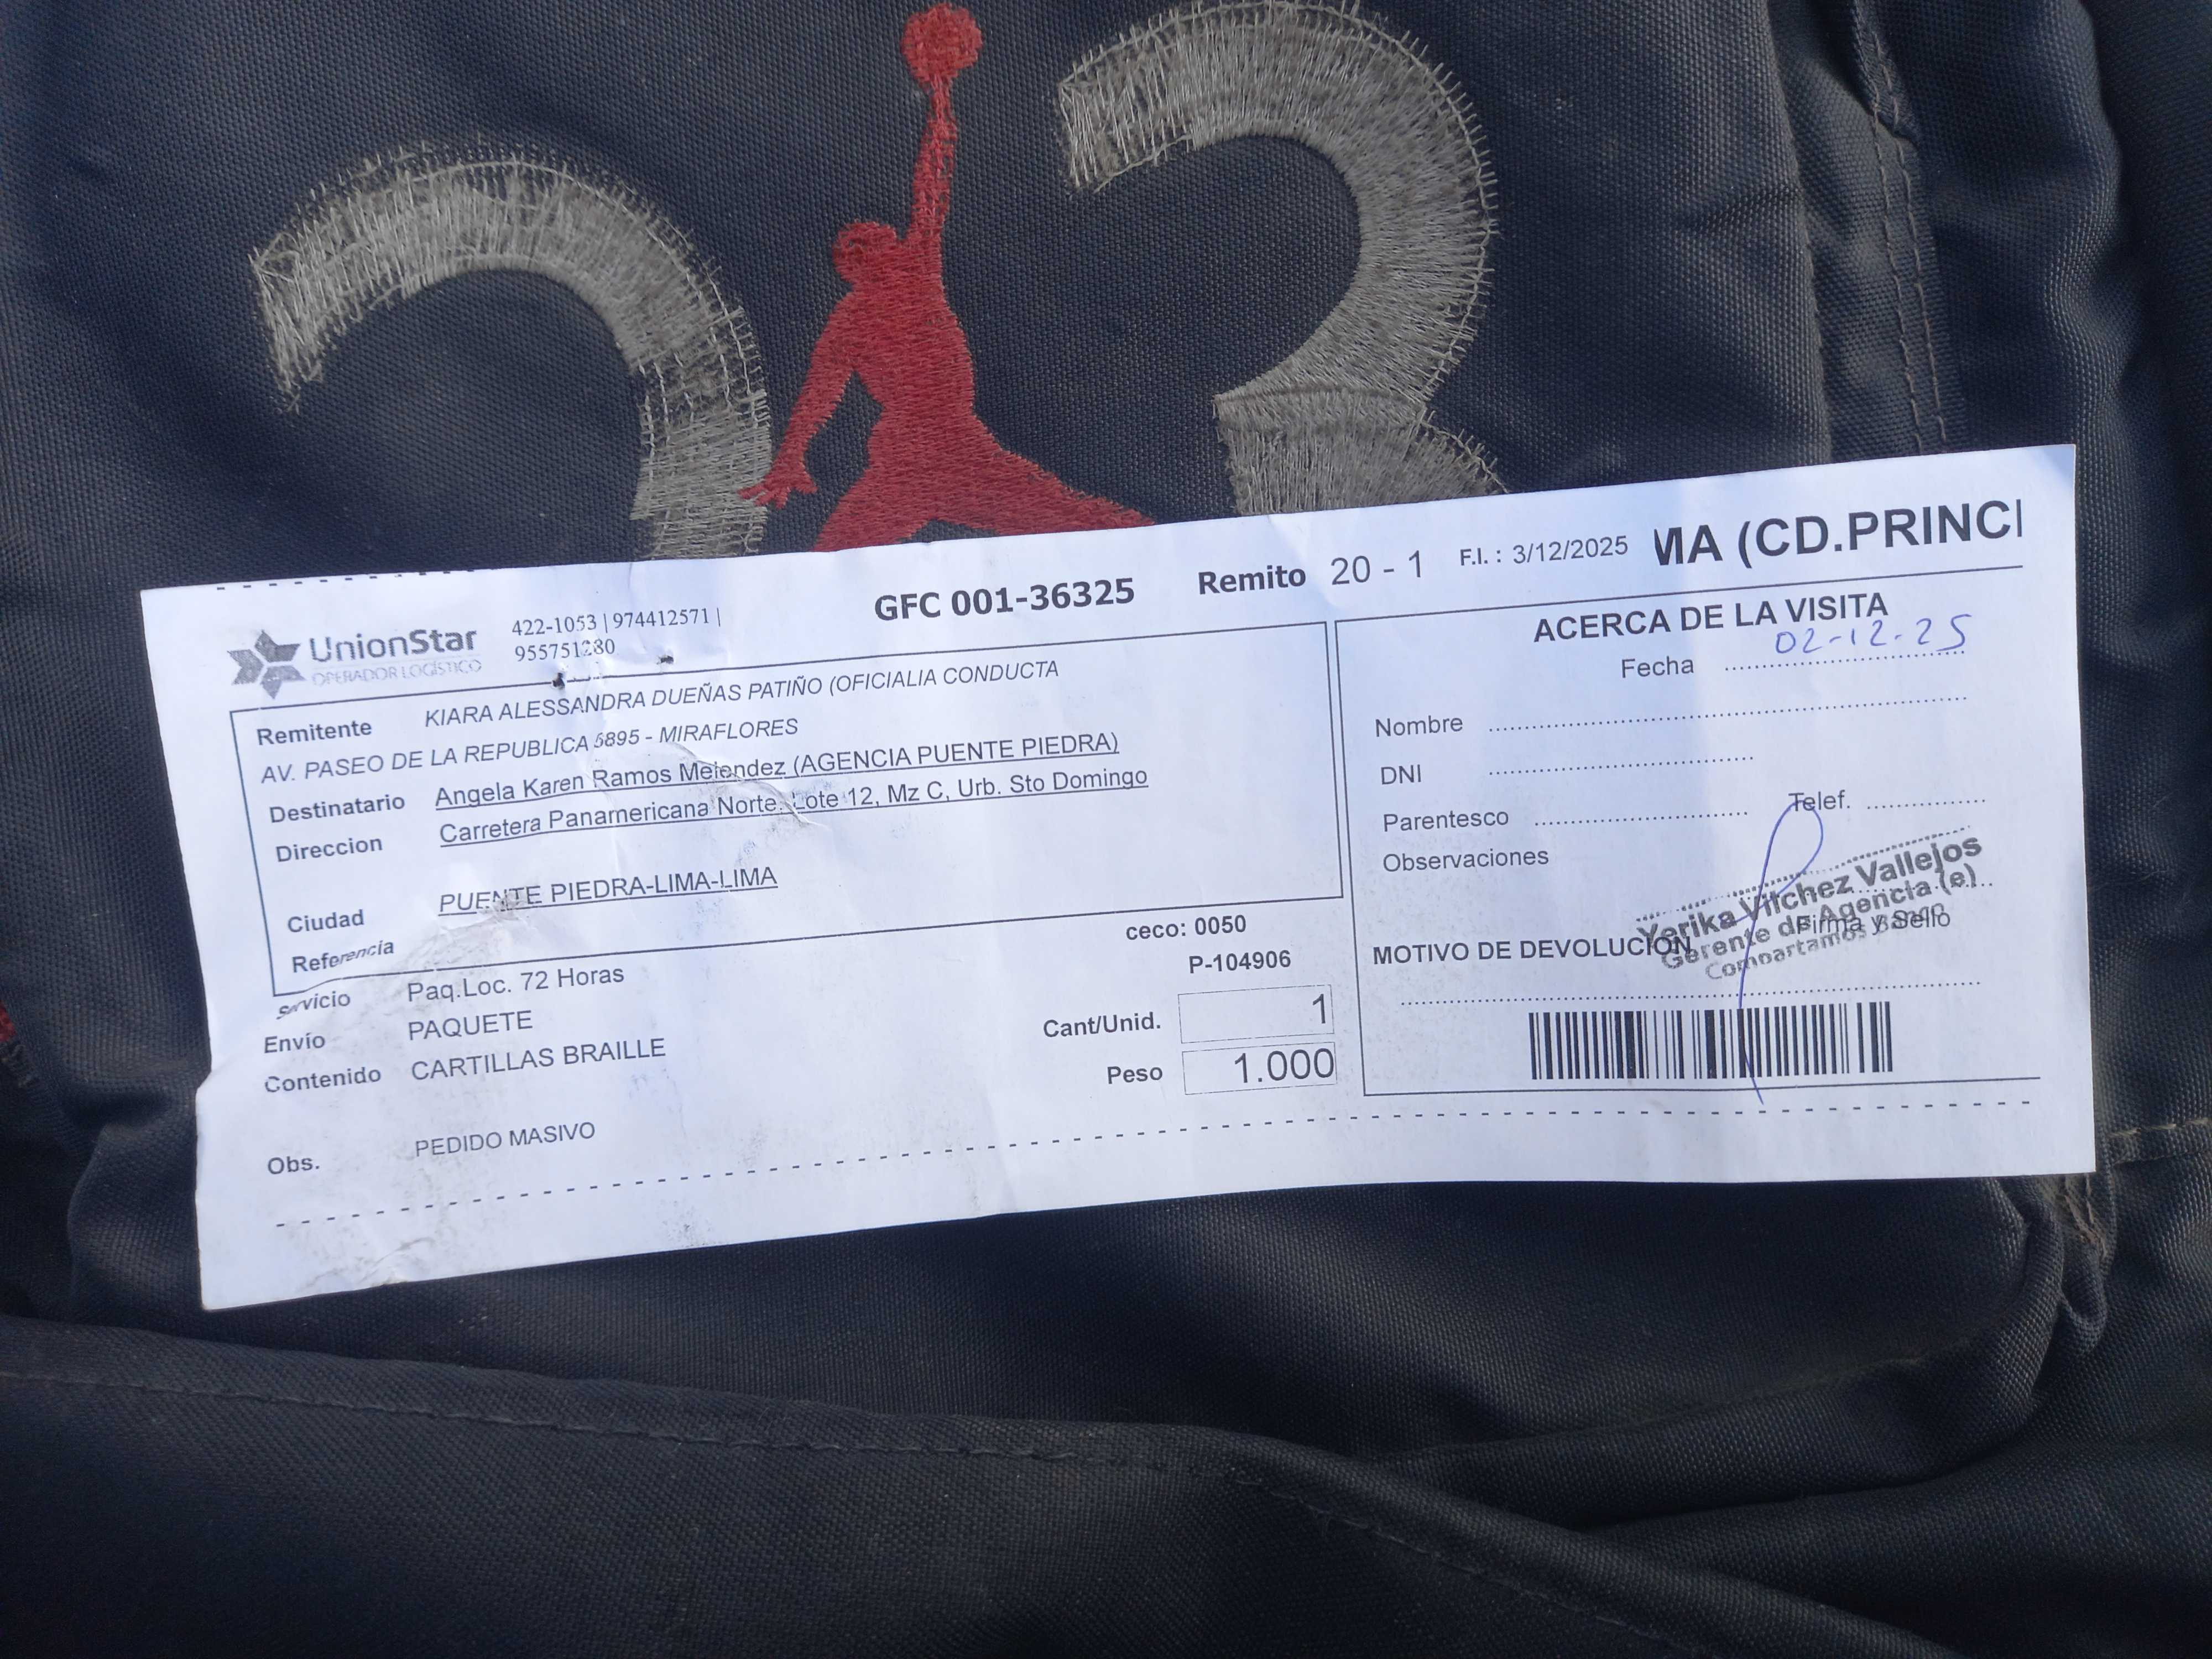 23
UnionStar
OPERADOR LOGÍSTICO
422-1053 | 974412571 |
955751280
GFC 001-36325
Remito 20 - 1
F.I. : 3/12/2025
MA (CD.PRINCI
Remitente KIARA ALESSANDRA DUEÑAS PATIÑO (OFICIALIA CONDUCTA
AV. PASEO DE LA REPUBLICA 5895 - MIRAFLORES
Destinatario Angela Karen Ramos Melendez (AGENCIA PUENTE PIEDRA)
Direccion Carretera Panamericana Norte. Lote 12, Mz C, Urb. Sto Domingo
Ciudad PUENTE PIEDRA-LIMA-LIMA
Referencia
Servicio Paq.Loc. 72 Horas
Envío PAQUETE
Contenido CARTILLAS BRAILLE
Obs. PEDIDO MASIVO
ceco: 0050
P-104906
Cant/Unid. 1
Peso 1.000
ACERCA DE LA VISITA
Fecha 02-12-25
Nombre
DNI
Parentesco Telef.
Observaciones
Yerika Vilchez Vallejos
Gerente de Agencia (e)
Compartamos Banco
Firma y Sello
MOTIVO DE DEVOLUCIÓN